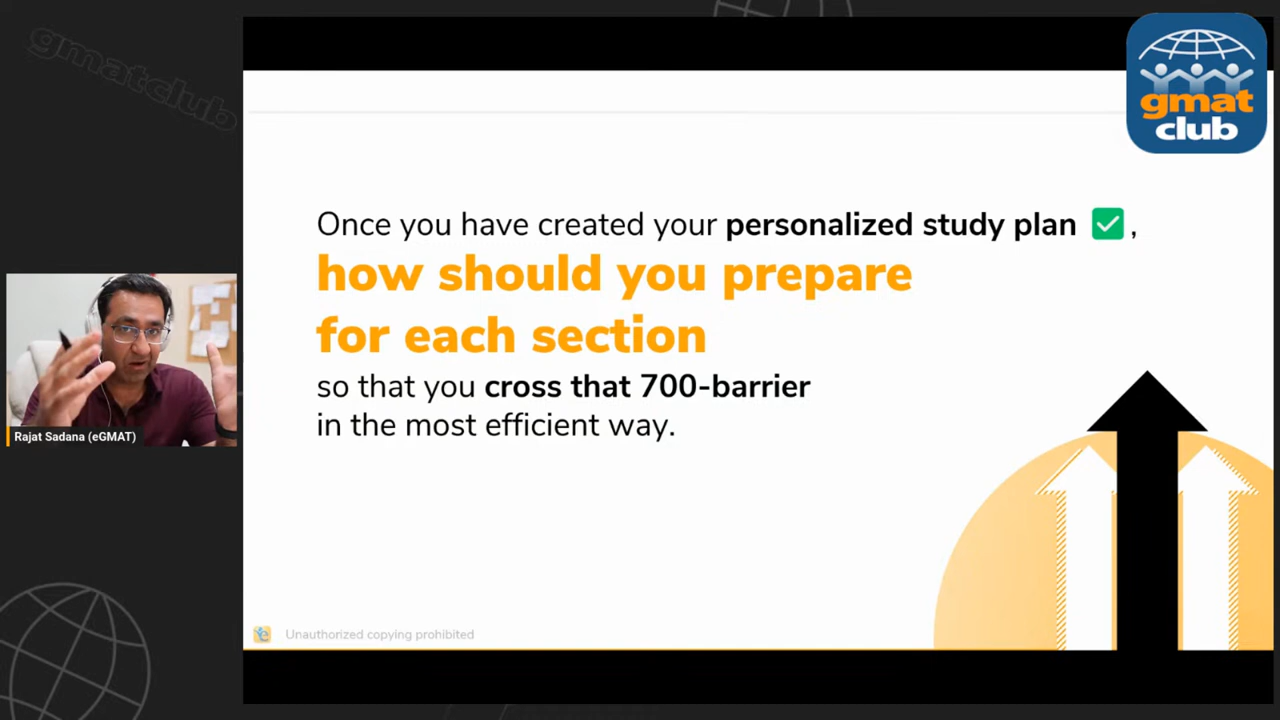 gmatclub
gmat
club
Once you have created your personalized study plan ✅,
how should you prepare
for each section
so that you cross that 700-barrier
in the most efficient way.
Rajat Sadana (eGMAT)
e
Unauthorized copying prohibited